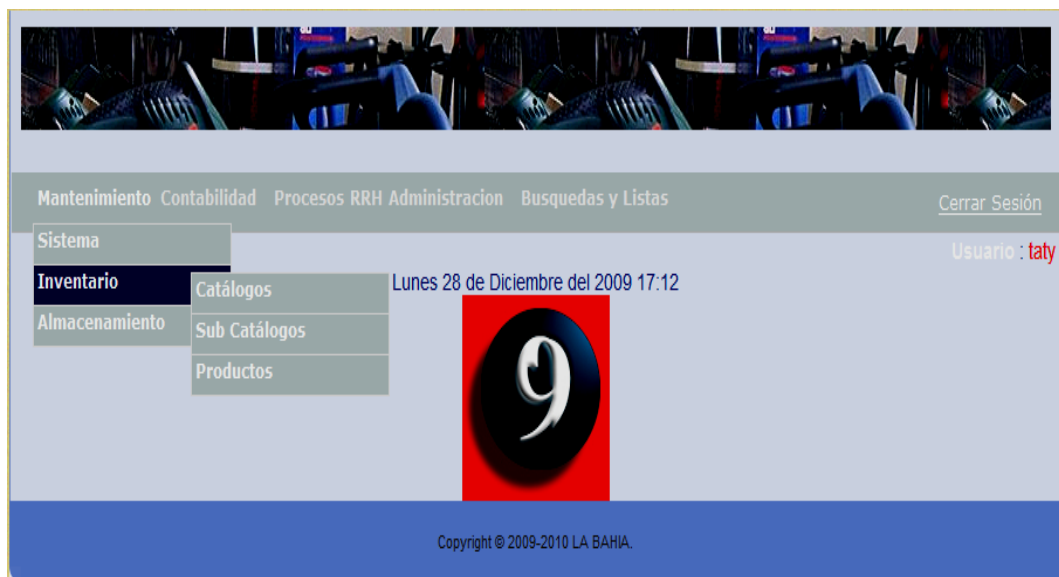 Mantenimiento Contabilidad Procesos RRH Administracion Busquedas y Listas
Cerrar Sesión
Sistema
Usuario : taty
Inventario
Catálogos
Lunes 28 de Diciembre del 2009 17:12
Almacenamiento
Sub Catálogos
Productos
9
Copyright © 2009-2010 LA BAHIA.